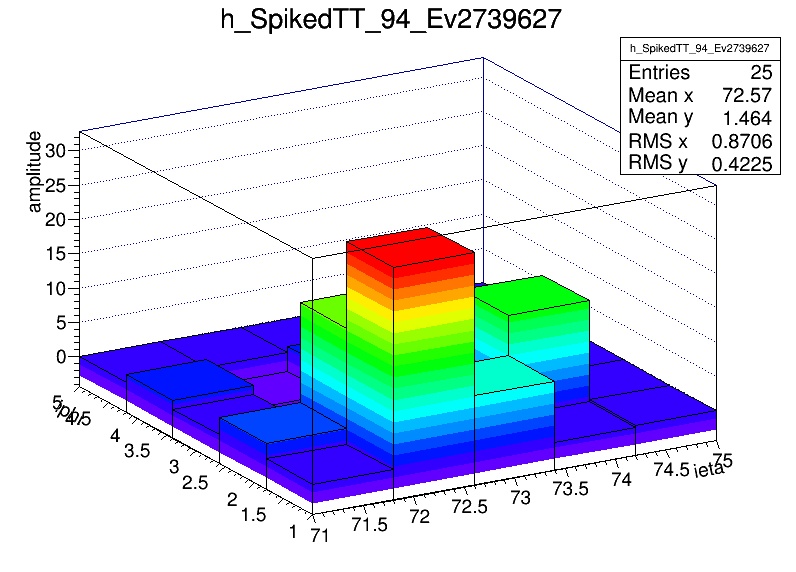 h_SpikedTT_94_Ev2739627
h_SpikedTT_94_Ev2739627
Entries 25
Mean x 72.57
Mean y 1.464
RMS x 0.8706
RMS y 0.4225
amplitude
30
25
20
15
10
5
0
5
4.5
4
3.5
3
2.5
2
1.5
1
iphi
71
71.5
72
72.5
73
73.5
74
74.5
75
ieta